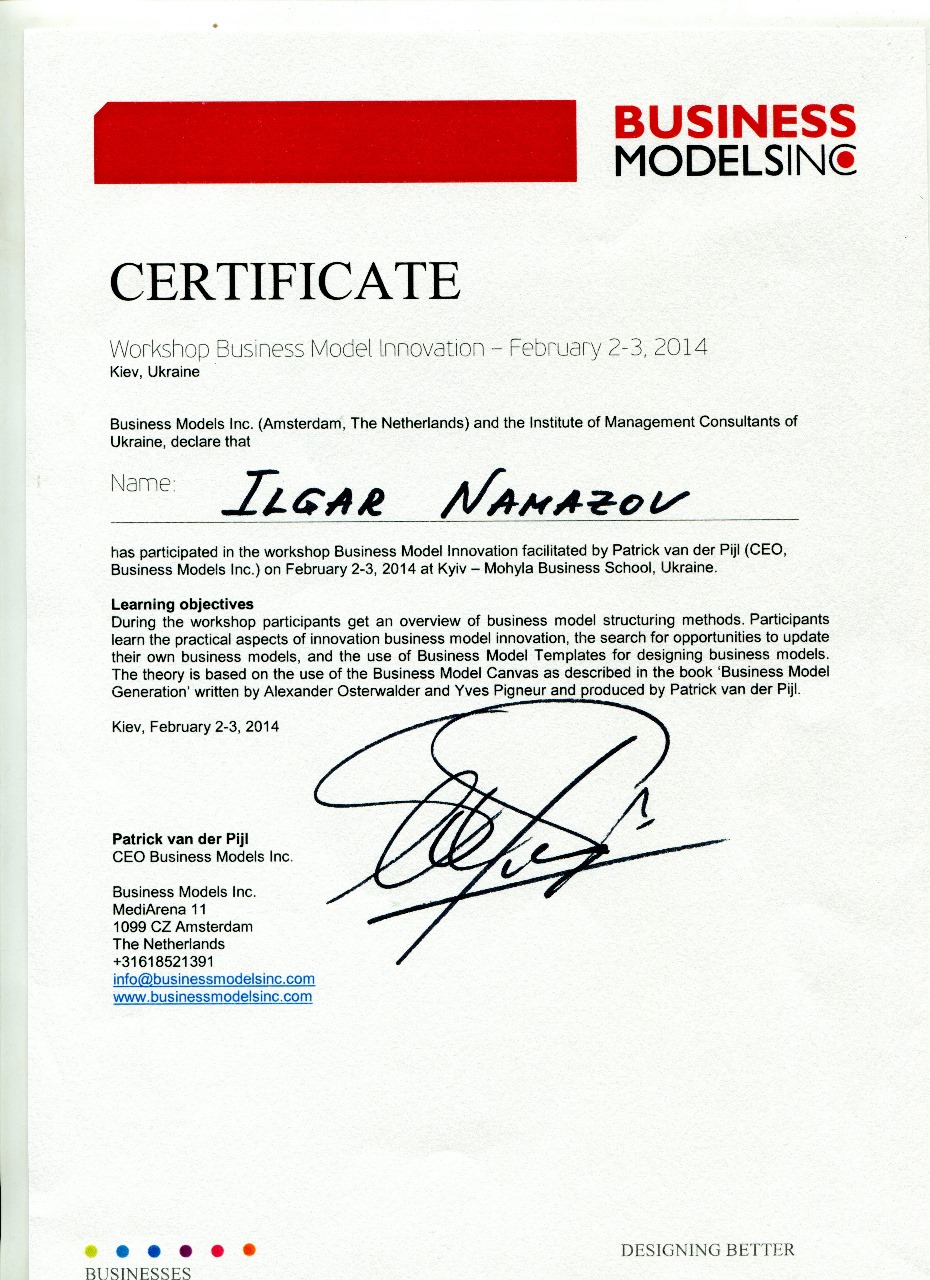 BUSINESS
MODELSINC
CERTIFICATE
Workshop Business Model Innovation – February 2-3, 2014
Kiev, Ukraine
Business Models Inc. (Amsterdam, The Netherlands) and the Institute of Management Consultants of
Ukraine, declare that
Name: ILGAR NAMAZOV
has participated in the workshop Business Model Innovation facilitated by Patrick van der Pijl (CEO,
Business Models Inc.) on February 2-3, 2014 at Kyiv – Mohyla Business School, Ukraine.
Learning objectives
During the workshop participants get an overview of business model structuring methods. Participants
learn the practical aspects of innovation business model innovation, the search for opportunities to update
their own business models, and the use of Business Model Templates for designing business models.
The theory is based on the use of the Business Model Canvas as described in the book ‘Business Model
Generation’ written by Alexander Osterwalder and Yves Pigneur and produced by Patrick van der Pijl.
Kiev, February 2-3, 2014
Patrick van der Pijl
CEO Business Models Inc.
Business Models Inc.
MediArena 11
1099 CZ Amsterdam
The Netherlands
+31618521391
info@businessmodelsinc.com
www.businessmodelsinc.com
DESIGNING BETTER
BUSINESSES